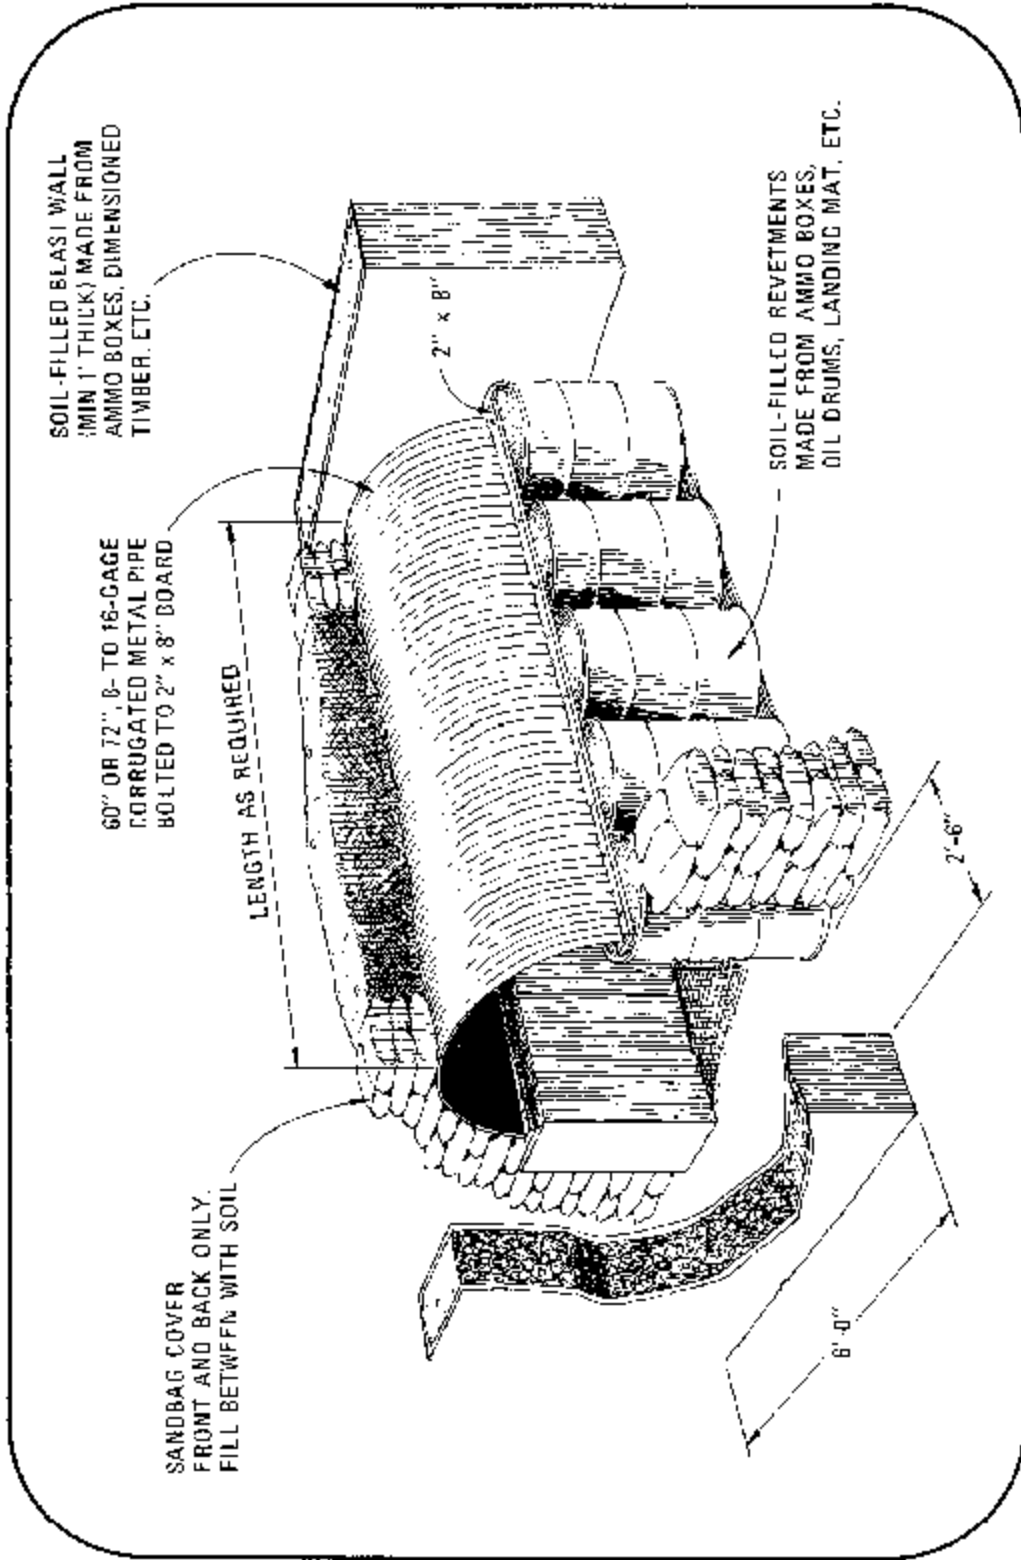 SOIL-FILLED BLAST WALL
(MIN 1' THICK) MADE FROM
AMMO BOXES, DIMENSIONED
TIMBER, ETC.
60" OR 72", 8- TO 16-GAGE
CORRUGATED METAL PIPE
BOLTED TO 2" x 8" BOARD
LENGTH AS REQUIRED
SANDBAG COVER
FRONT AND BACK ONLY.
FILL BETWEEN WITH SOIL
2" x 8"
SOIL-FILLED REVETMENTS
MADE FROM AMMO BOXES,
OIL DRUMS, LANDING MAT, ETC.
2'-6"
6'-0"